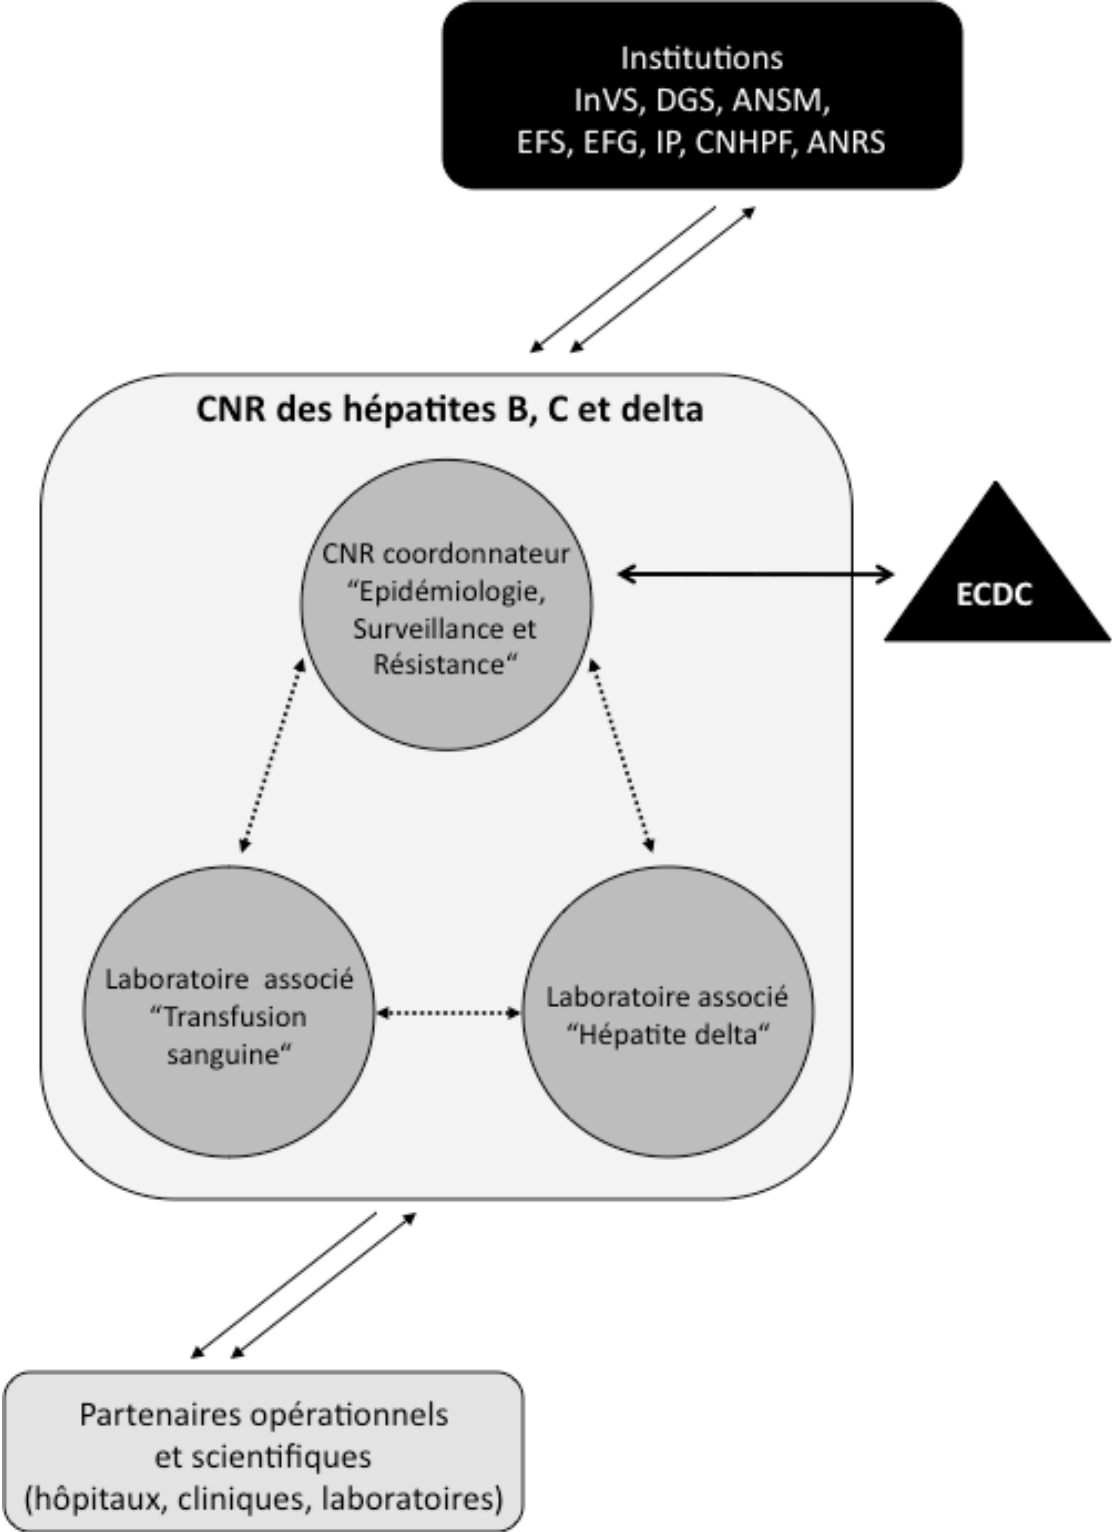 Institutions
InVS, DGS, ANSM,
EFS, EFG, IP, CNHPF, ANRS
CNR des hépatites B, C et delta
CNR coordonnateur
“Epidémiologie,
Surveillance et
Résistance“
ECDC
Laboratoire associé
“Transfusion
sanguine“
Laboratoire associé
“Hépatite delta“
Partenaires opérationnels
et scientifiques
(hôpitaux, cliniques, laboratoires)